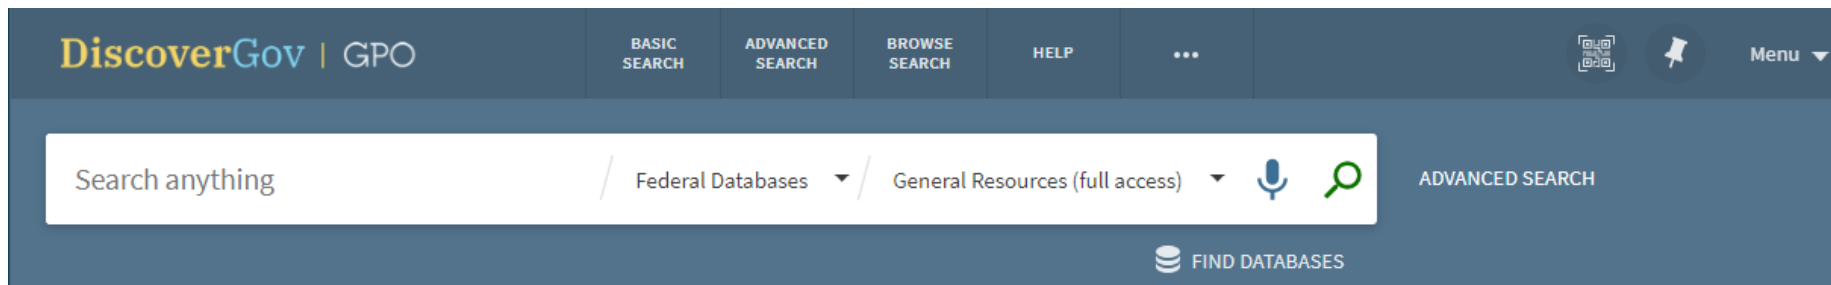 DiscoverGov | GPO
BASIC
SEARCH
ADVANCED
SEARCH
BROWSE
SEARCH
HELP
...
Menu
Search anything
Federal Databases
General Resources (full access)
ADVANCED SEARCH
FIND DATABASES